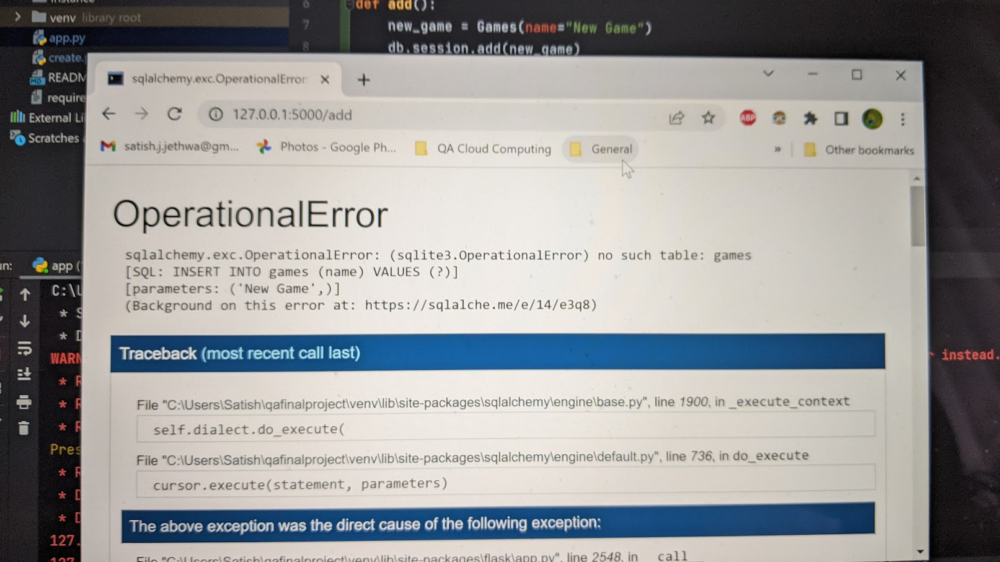 6 def add():
venv library root
7 new_game = Games(name="New Game")
app.py
8 db.session.add(new_game)
create.
READM
require
External Li
Scratches
sqlalchemy.exc.OperationalError:
127.0.0.1:5000/add
ABP
satish.j.jethwa@gm...
Photos - Google Ph...
QA Cloud Computing
General
»
Other bookmarks
OperationalError
sqlalchemy.exc.OperationalError: (sqlite3.OperationalError) no such table: games
[SQL: INSERT INTO games (name) VALUES (?)]
[parameters: ('New Game',)]
(Background on this error at: https://sqlalche.me/e/14/e3q8)
un: app (
C:\U
* S
* D
WARN
instead.
* R
* R
* R
Pres
* R
* D
* D
127.
Traceback (most recent call last)
File "C:\Users\Satish\qafinalproject\venv\lib\site-packages\sqlalchemy\engine\base.py", line 1900, in _execute_context
self.dialect.do_execute(
File "C:\Users\Satish\qafinalproject\venv\lib\site-packages\sqlalchemy\engine\default.py", line 736, in do_execute
cursor.execute(statement, parameters)
The above exception was the direct cause of the following exception:
File "C:\Users\Satish\qafinalproject\venv\lib\site-packages\flask\app.py", line 2548, in __call__